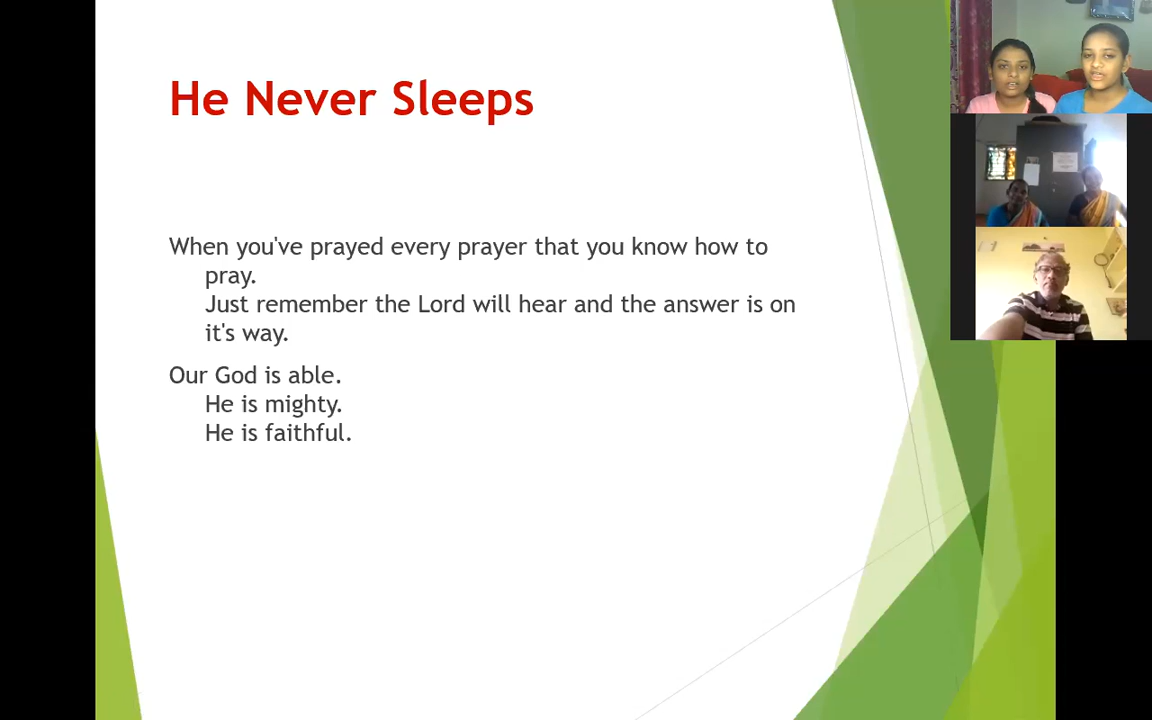 He Never Sleeps
When you've prayed every prayer that you know how to
pray.
Just remember the Lord will hear and the answer is on
it's way.
Our God is able.
He is mighty.
He is faithful.